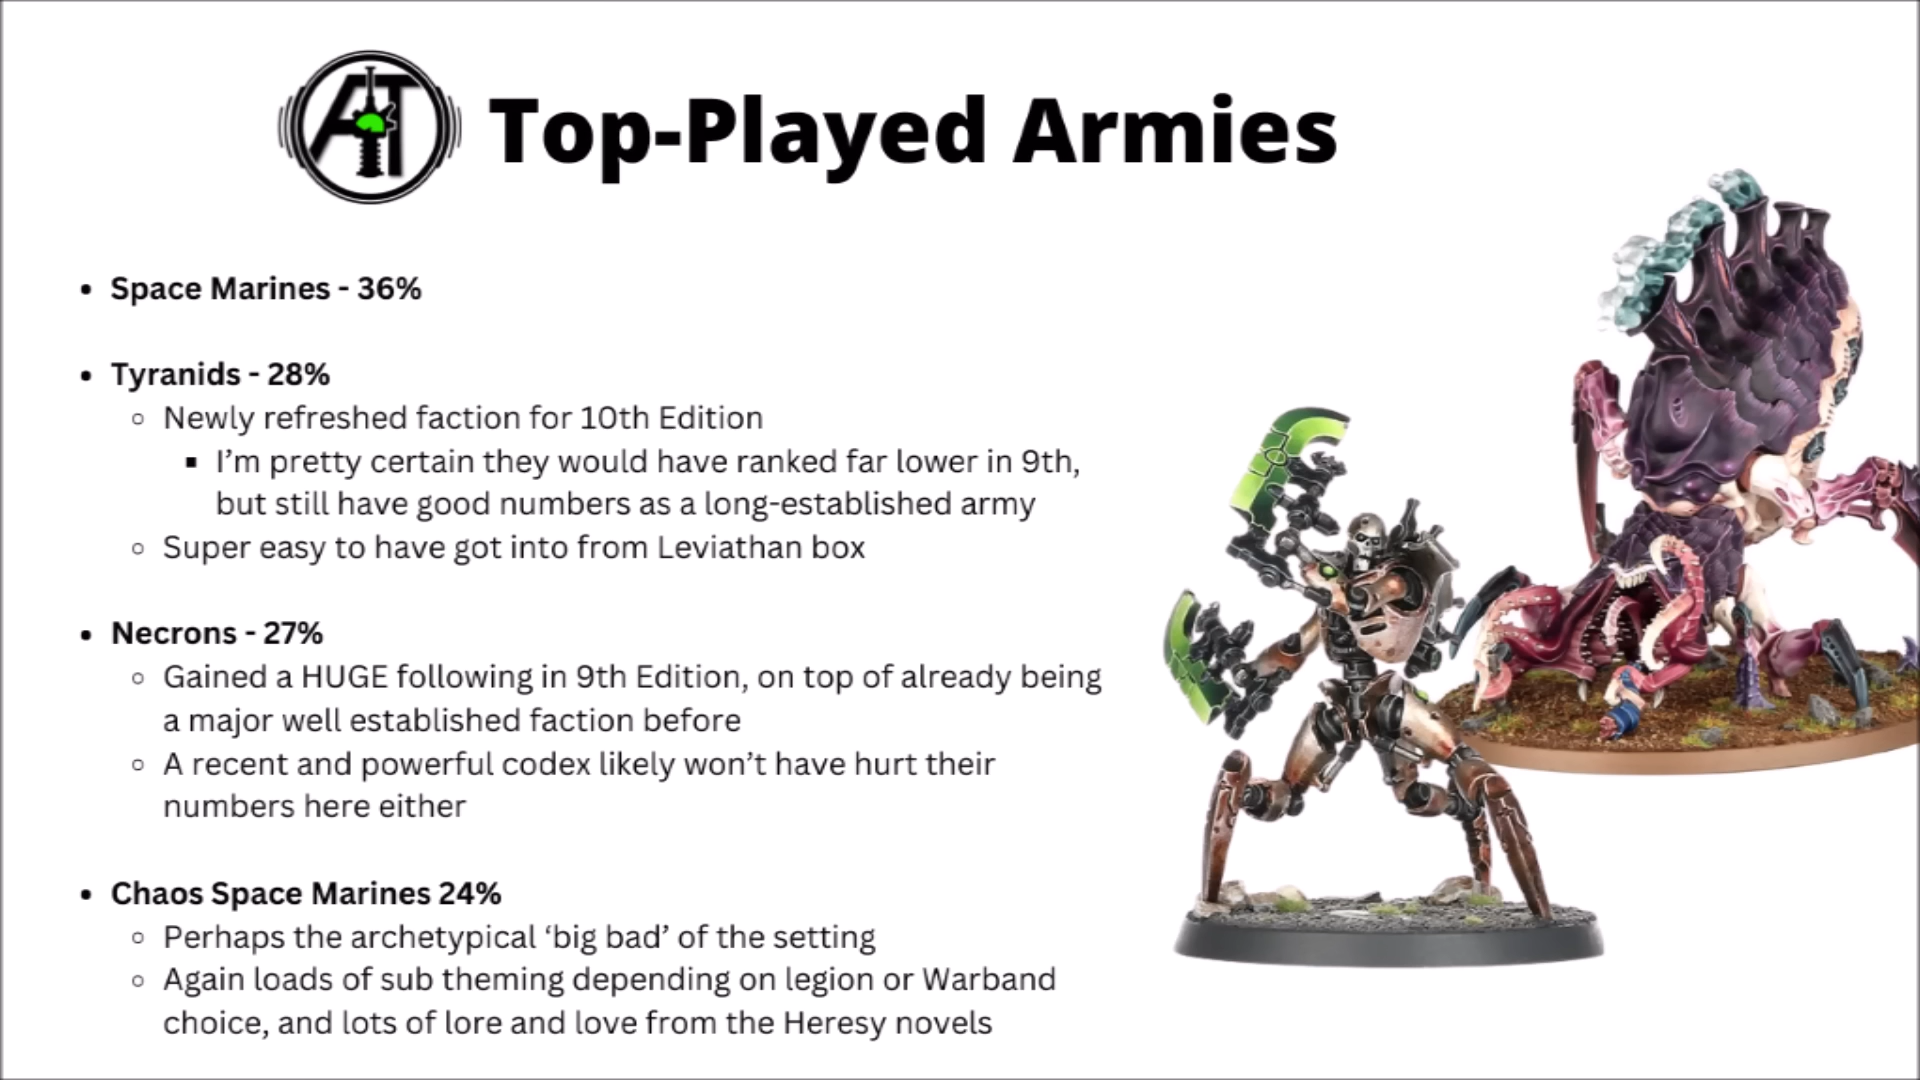 AT
Top-Played Armies
• Space Marines - 36%
• Tyranids - 28%
○ Newly refreshed faction for 10th Edition
▪ I'm pretty certain they would have ranked far lower in 9th,
but still have good numbers as a long-established army
○ Super easy to have got into from Leviathan box
• Necrons - 27%
○ Gained a HUGE following in 9th Edition, on top of already being
a major well established faction before
○ A recent and powerful codex likely won't have hurt their
numbers here either
• Chaos Space Marines 24%
○ Perhaps the archetypical ‘big bad’ of the setting
○ Again loads of sub theming depending on legion or Warband
choice, and lots of lore and love from the Heresy novels